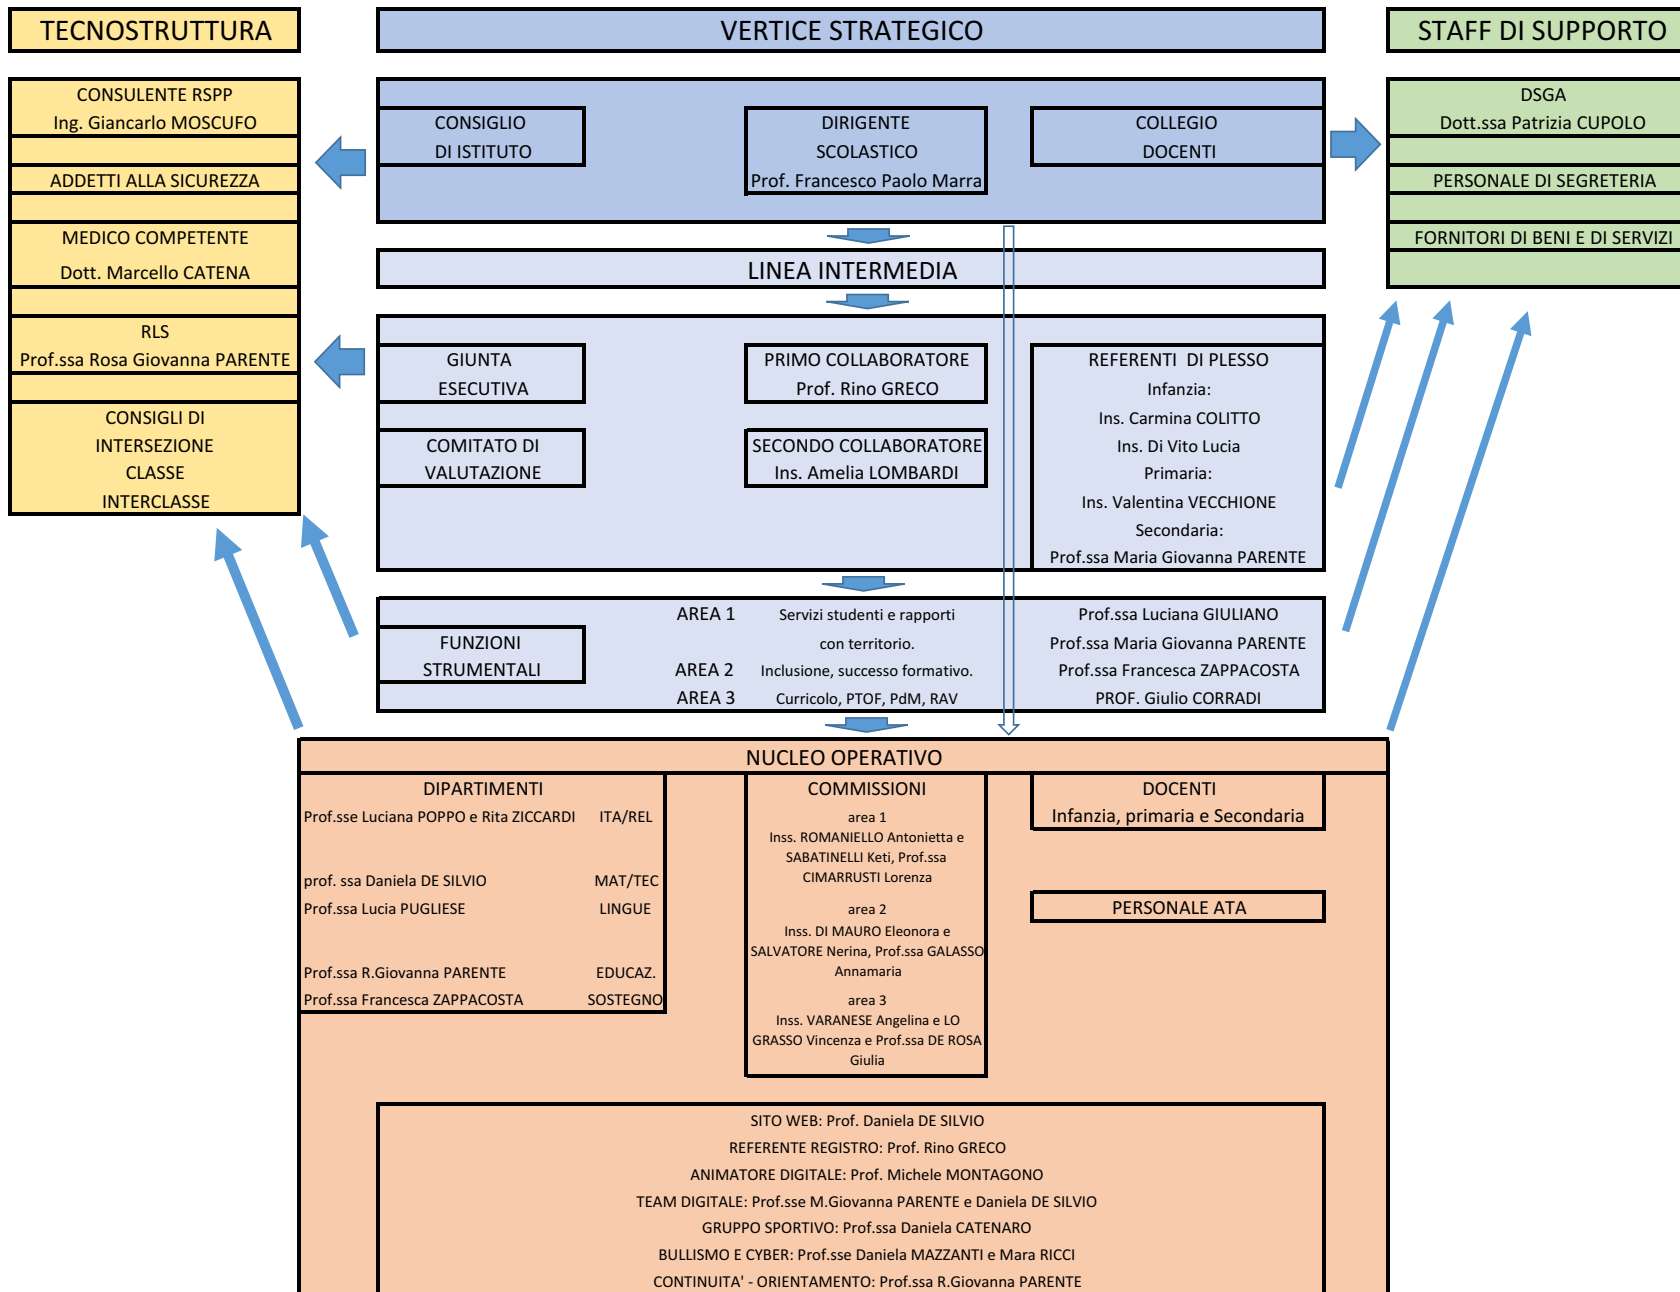 TECNOSTRUTTURA
VERTICE STRATEGICO
STAFF DI SUPPORTO
CONSULENTE RSPP
Ing. Giancarlo MOSCUFO
ADDETTI ALLA SICUREZZA
MEDICO COMPETENTE
Dott. Marcello CATENA
RLS
Prof.ssa Rosa Giovanna PARENTE
CONSIGLI DI
INTERSEZIONE
CLASSE
INTERCLASSE
CONSIGLIO
DI ISTITUTO
DIRIGENTE
SCOLASTICO
Prof. Francesco Paolo Marra
COLLEGIO
DOCENTI
DSGA
Dott.ssa Patrizia CUPOLO
PERSONALE DI SEGRETERIA
FORNITORI DI BENI E DI SERVIZI
LINEA INTERMEDIA
GIUNTA
ESECUTIVA
COMITATO DI
VALUTAZIONE
PRIMO COLLABORATORE
Prof. Rino GRECO
SECONDO COLLABORATORE
Ins. Amelia LOMBARDI
REFERENTI DI PLESSO
Infanzia:
Ins. Carmina COLITTO
Ins. Di Vito Lucia
Primaria:
Ins. Valentina VECCHIONE
Secondaria:
Prof.ssa Maria Giovanna PARENTE
FUNZIONI
STRUMENTALI
AREA 1 Servizi studenti e rapporti Prof.ssa Luciana GIULIANO
con territorio. Prof.ssa Maria Giovanna PARENTE
AREA 2 Inclusione, successo formativo. Prof.ssa Francesca ZAPPACOSTA
AREA 3 Curricolo, PTOF, PdM, RAV PROF. Giulio CORRADI
NUCLEO OPERATIVO
DIPARTIMENTI
Prof.sse Luciana POPPO e Rita ZICCARDI ITA/REL
prof. ssa Daniela DE SILVIO MAT/TEC
Prof.ssa Lucia PUGLIESE LINGUE
Prof.ssa R.Giovanna PARENTE EDUCAZ.
Prof.ssa Francesca ZAPPACOSTA SOSTEGNO
COMMISSIONI
area 1
Inss. ROMANIELLO Antonietta e
SABATINELLI Keti, Prof.ssa
CIMARRUSTI Lorenza
area 2
Inss. DI MAURO Eleonora e
SALVATORE Nerina, Prof.ssa GALASSO
Annamaria
area 3
Inss. VARANESE Angelina e LO
GRASSO Vincenza e Prof.ssa DE ROSA
Giulia
DOCENTI
Infanzia, primaria e Secondaria
PERSONALE ATA
SITO WEB: Prof. Daniela DE SILVIO
REFERENTE REGISTRO: Prof. Rino GRECO
ANIMATORE DIGITALE: Prof. Michele MONTAGONO
TEAM DIGITALE: Prof.sse M.Giovanna PARENTE e Daniela DE SILVIO
GRUPPO SPORTIVO: Prof.ssa Daniela CATENARO
BULLISMO E CYBER: Prof.sse Daniela MAZZANTI e Mara RICCI
CONTINUITA' - ORIENTAMENTO: Prof.ssa R.Giovanna PARENTE